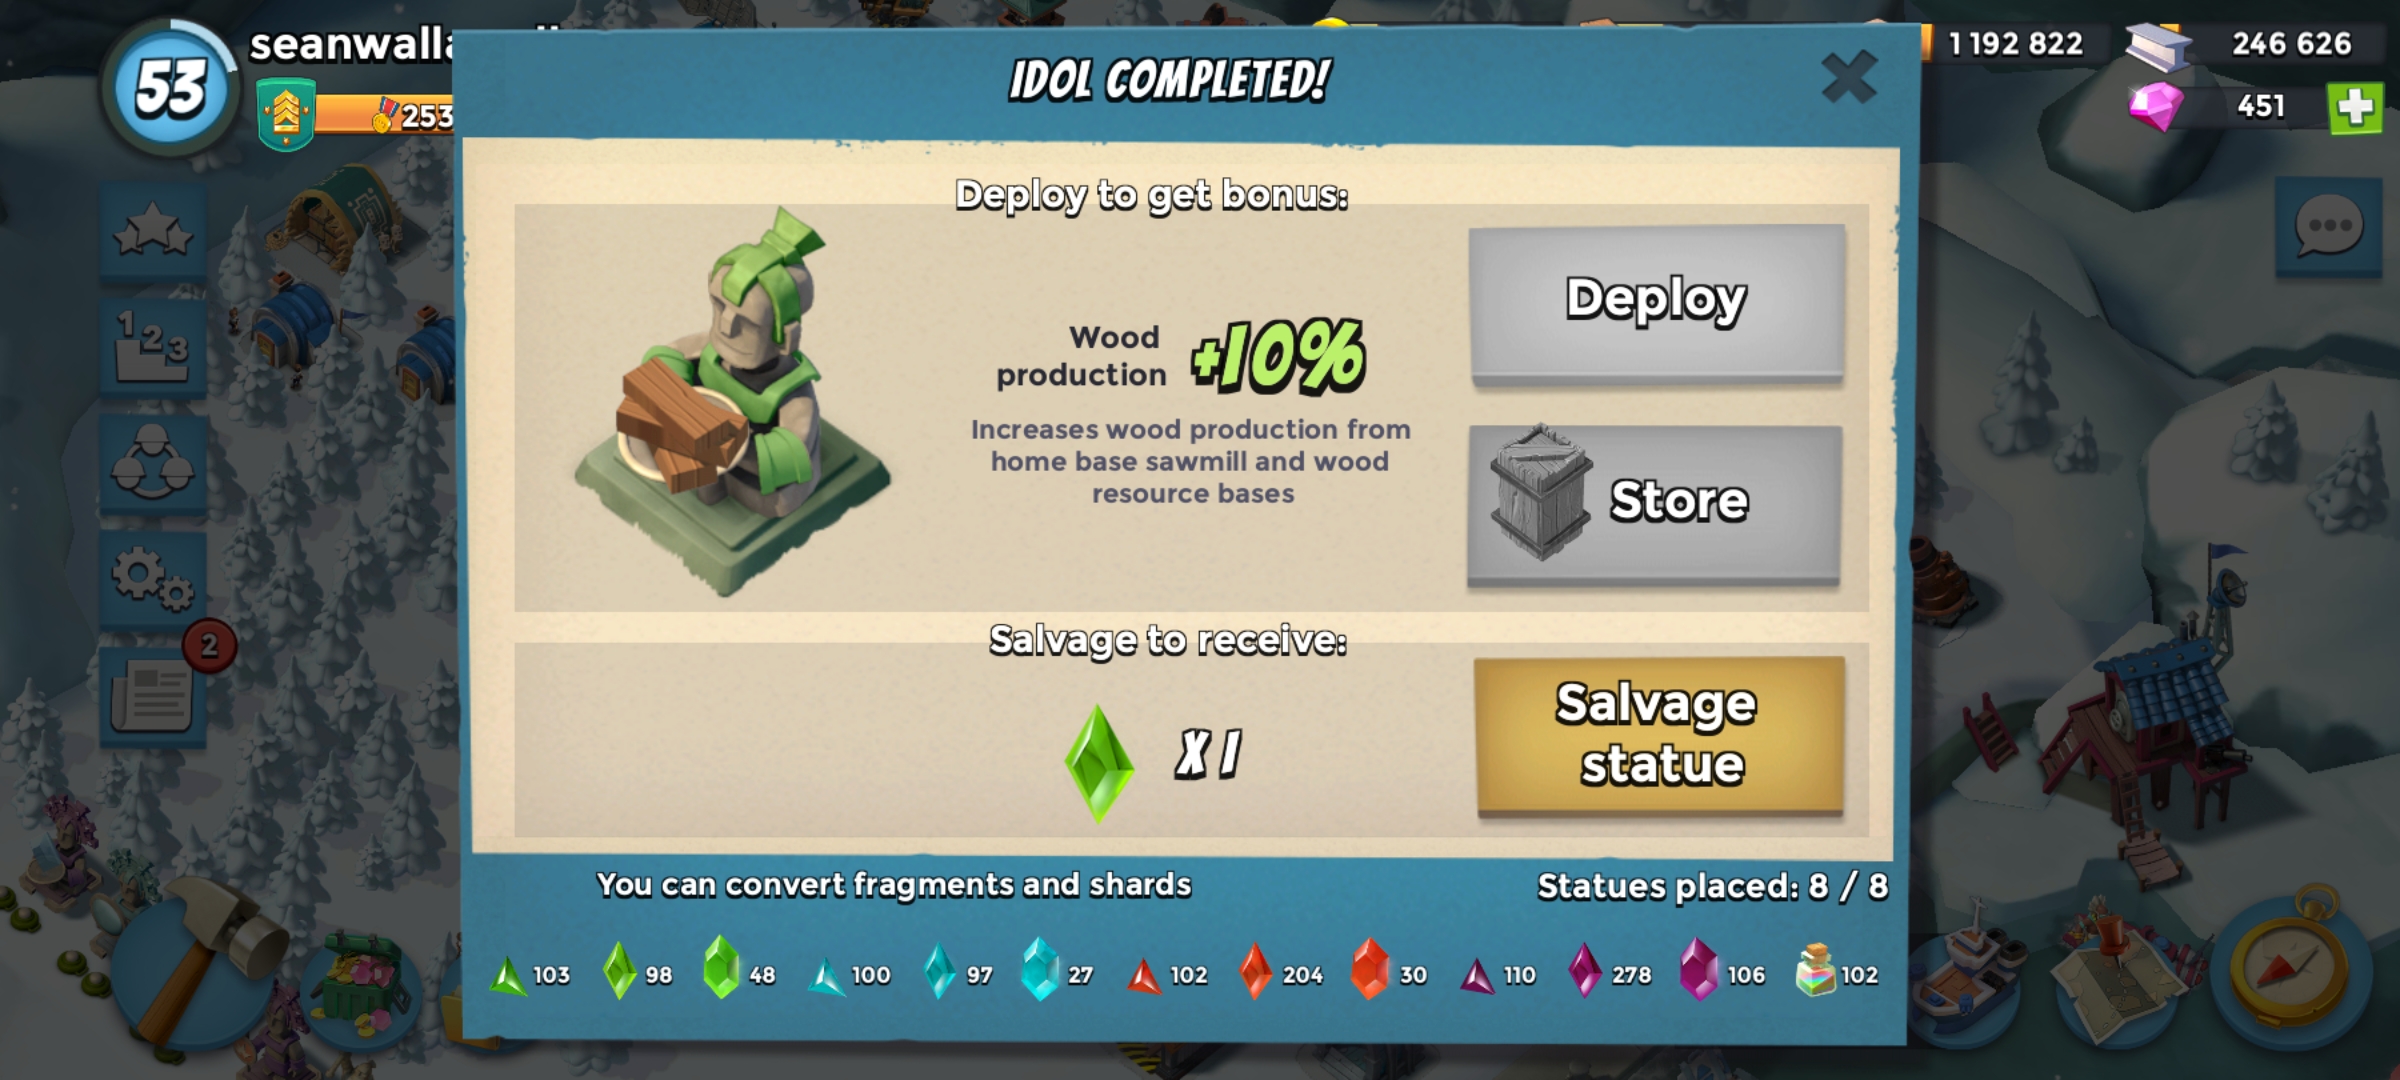 53
IDOL COMPLETED!
1 192 822
246 626
253
451
Deploy to get bonus:
Deploy
Wood
production
+10%
Increases wood production from
home base sawmill and wood
resource bases
Store
Salvage to receive:
X 1
Salvage
statue
1 2 3
2
You can convert fragments and shards
Statues placed: 8 / 8
103 98 48 100 97 27 102 204 30 110 278 106 102